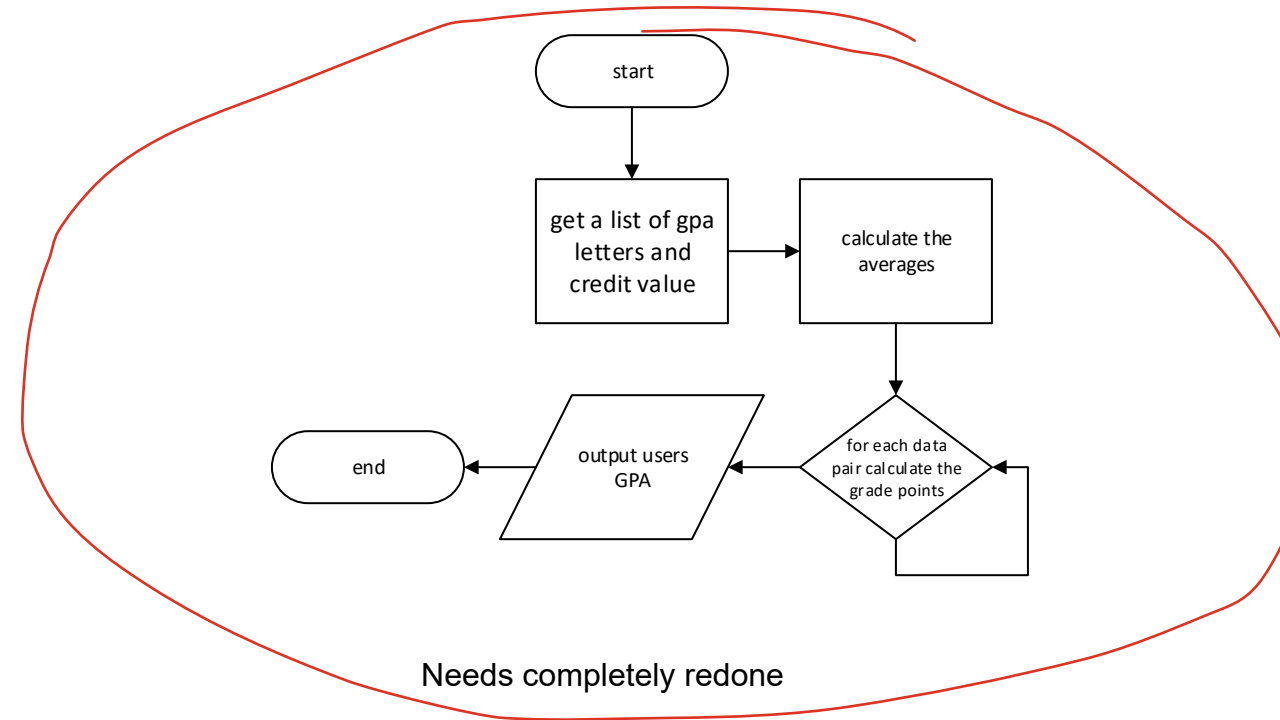 start
get a list of gpa
letters and
credit value
calculate the
averages
for each data
pair calculate the
grade points
output users
GPA
end
Needs completely redone